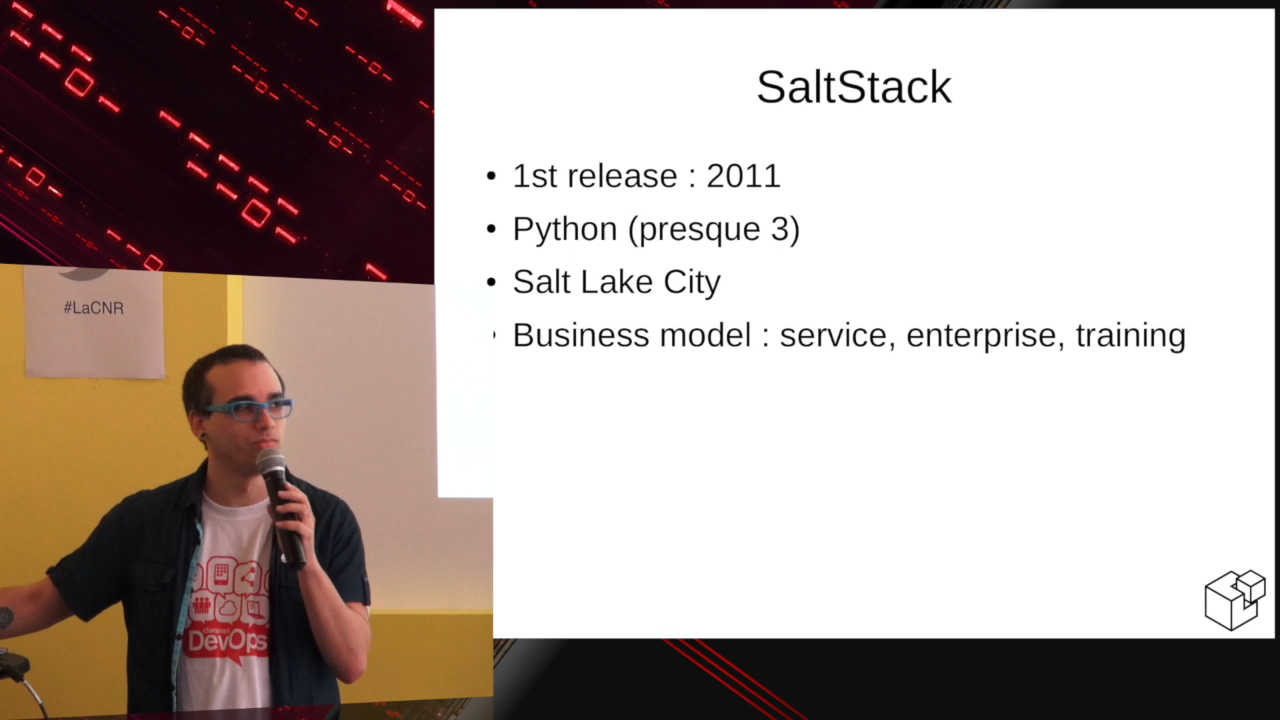 SaltStack
1st release : 2011
Python (presque 3)
Salt Lake City
Business model : service, enterprise, training
#LaCNR
DevOps